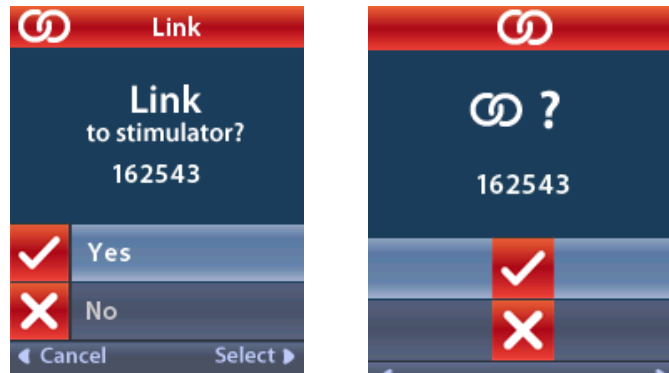 Link
Link
to stimulator?
162543
Yes
No
Cancel Select
?
162543